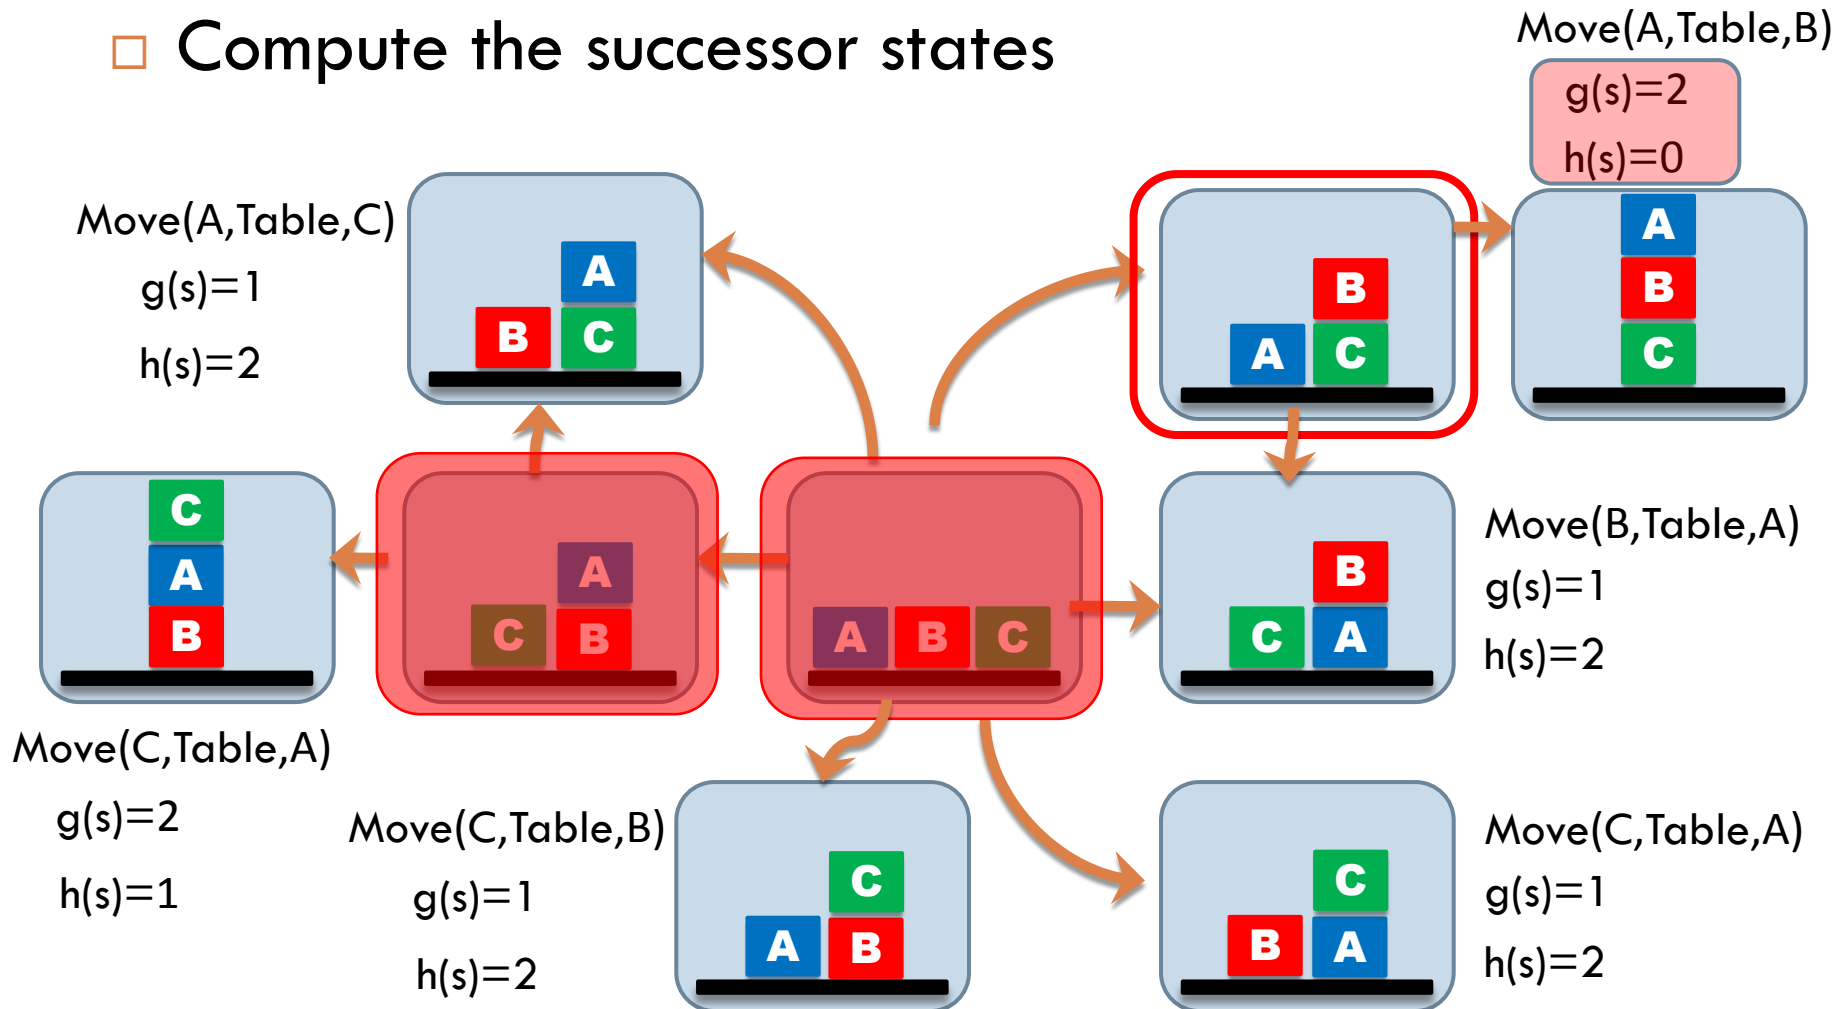 Compute the successor states
Move(A,Table,B)
g(s)=2
h(s)=0
Move(A,Table,C)
g(s)=1
h(s)=2
A
B C
B
A C
A
B
C
C
A
B
A
C B
A B C
B
C A
Move(B,Table,A)
g(s)=1
h(s)=2
Move(C,Table,A)
g(s)=2
h(s)=1
Move(C,Table,B)
g(s)=1
h(s)=2
C
A B
C
B A
Move(C,Table,A)
g(s)=1
h(s)=2